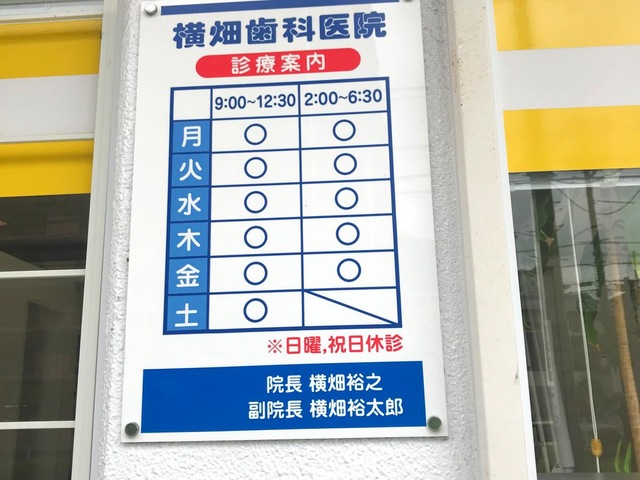 横畑歯科医院
診療案内
9:00~12:30 2:00~6:30
月 ○ ○
火 ○ ○
水 ○ ○
木 ○ ○
金 ○ ○
土 ○
※日曜,祝日休診
院長 横畑裕之
副院長 横畑裕太郎